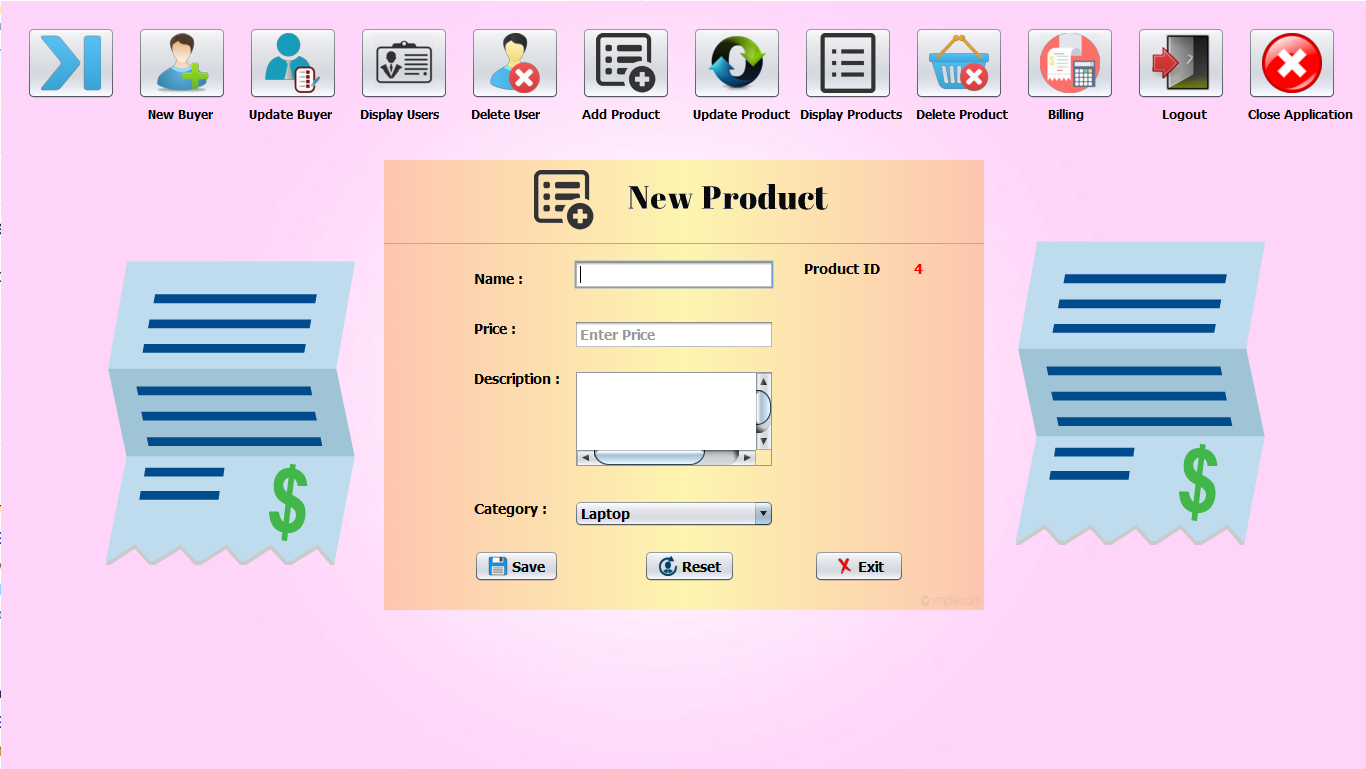 New Buyer
Update Buyer
Display Users
Delete User
Add Product
Update Product
Display Products
Delete Product
Billing
Logout
Close Application
New Product
Name :
Product ID
4
Price :
Enter Price
Description :
Category :
Laptop
Save
Reset
Exit